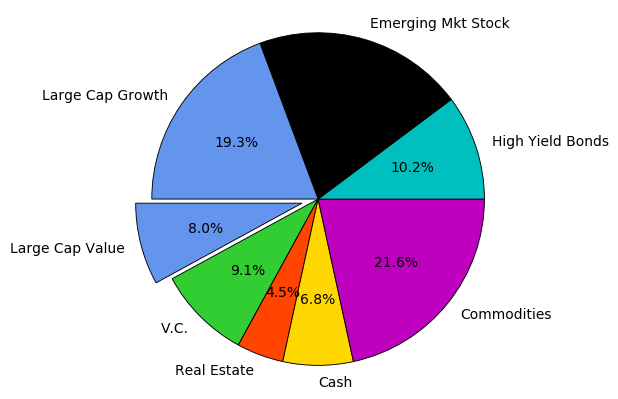 Emerging Mkt Stock
Large Cap Growth
High Yield Bonds
19.3%
10.2%
8.0%
Large Cap Value
9.1%
21.6%
4.5%
6.8%
Commodities
V.C.
Real Estate
Cash